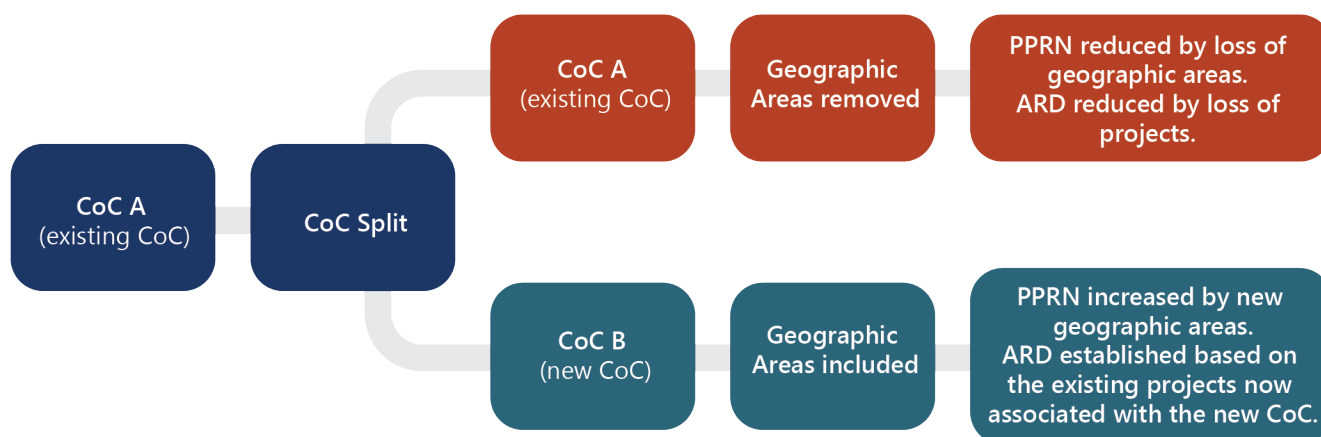 CoC A
(existing CoC)
CoC Split
CoC A
(existing CoC)
Geographic
Areas removed
PPRN reduced by loss of
geographic areas.
ARD reduced by loss of
projects.
CoC B
(new CoC)
Geographic
Areas included
PPRN increased by new
geographic areas.
ARD established based on
the existing projects now
associated with the new CoC.